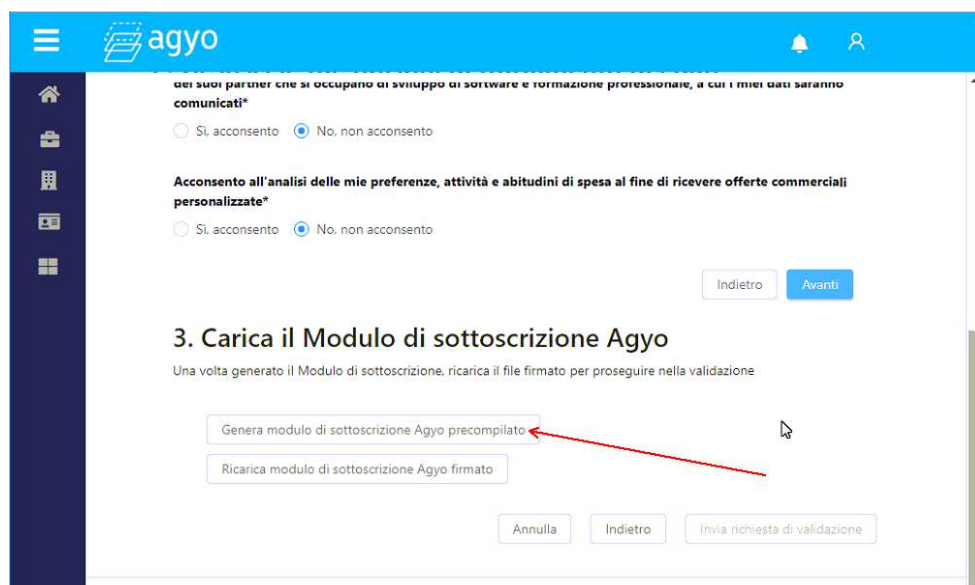 agyo
dei suoi partner che si occupano di sviluppo di software e formazione professionale, a cui i miei dati saranno
comunicati*
Sì, acconsento No, non acconsento
Acconsento all'analisi delle mie preferenze, attività e abitudini di spesa al fine di ricevere offerte commerciali
personalizzate*
Sì, acconsento No, non acconsento
Indietro Avanti
3. Carica il Modulo di sottoscrizione Agyo
Una volta generato il Modulo di sottoscrizione, ricarica il file firmato per proseguire nella validazione
Genera modulo di sottoscrizione Agyo precompilato
Ricarica modulo di sottoscrizione Agyo firmato
Annulla Indietro Invia richiesta di validazione